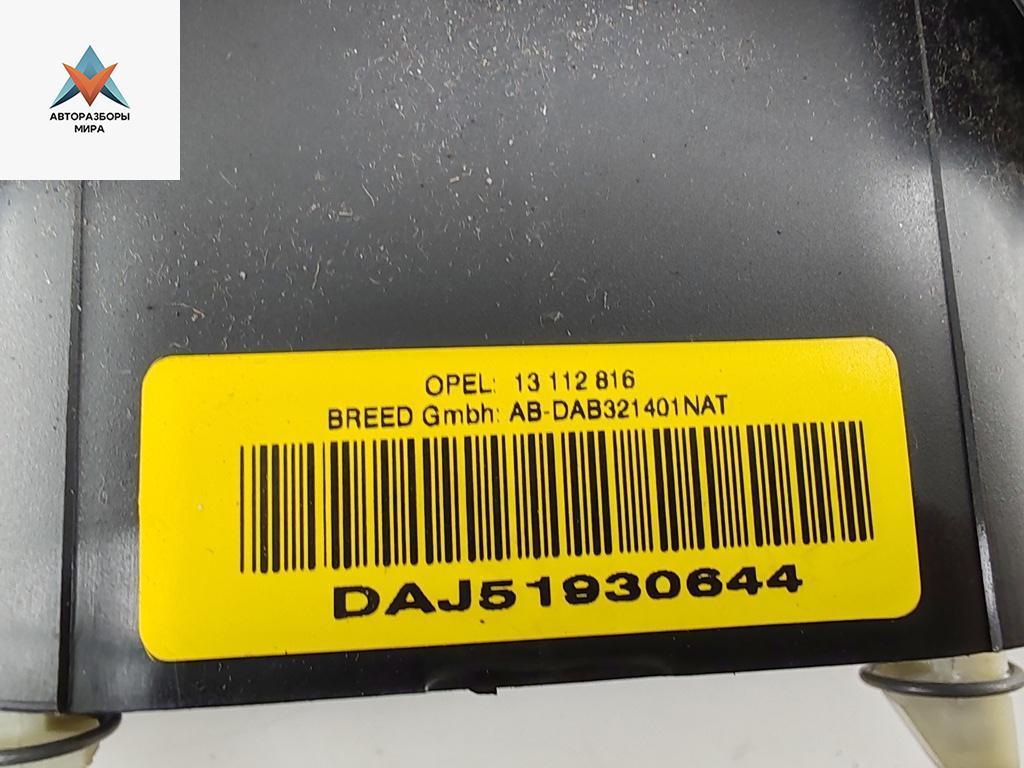 АВТОРАЗБОРЫ
МИРА
OPEL: 13 112 816
BREED Gmbh: AB-DAB321401NAT
DAJ51930644